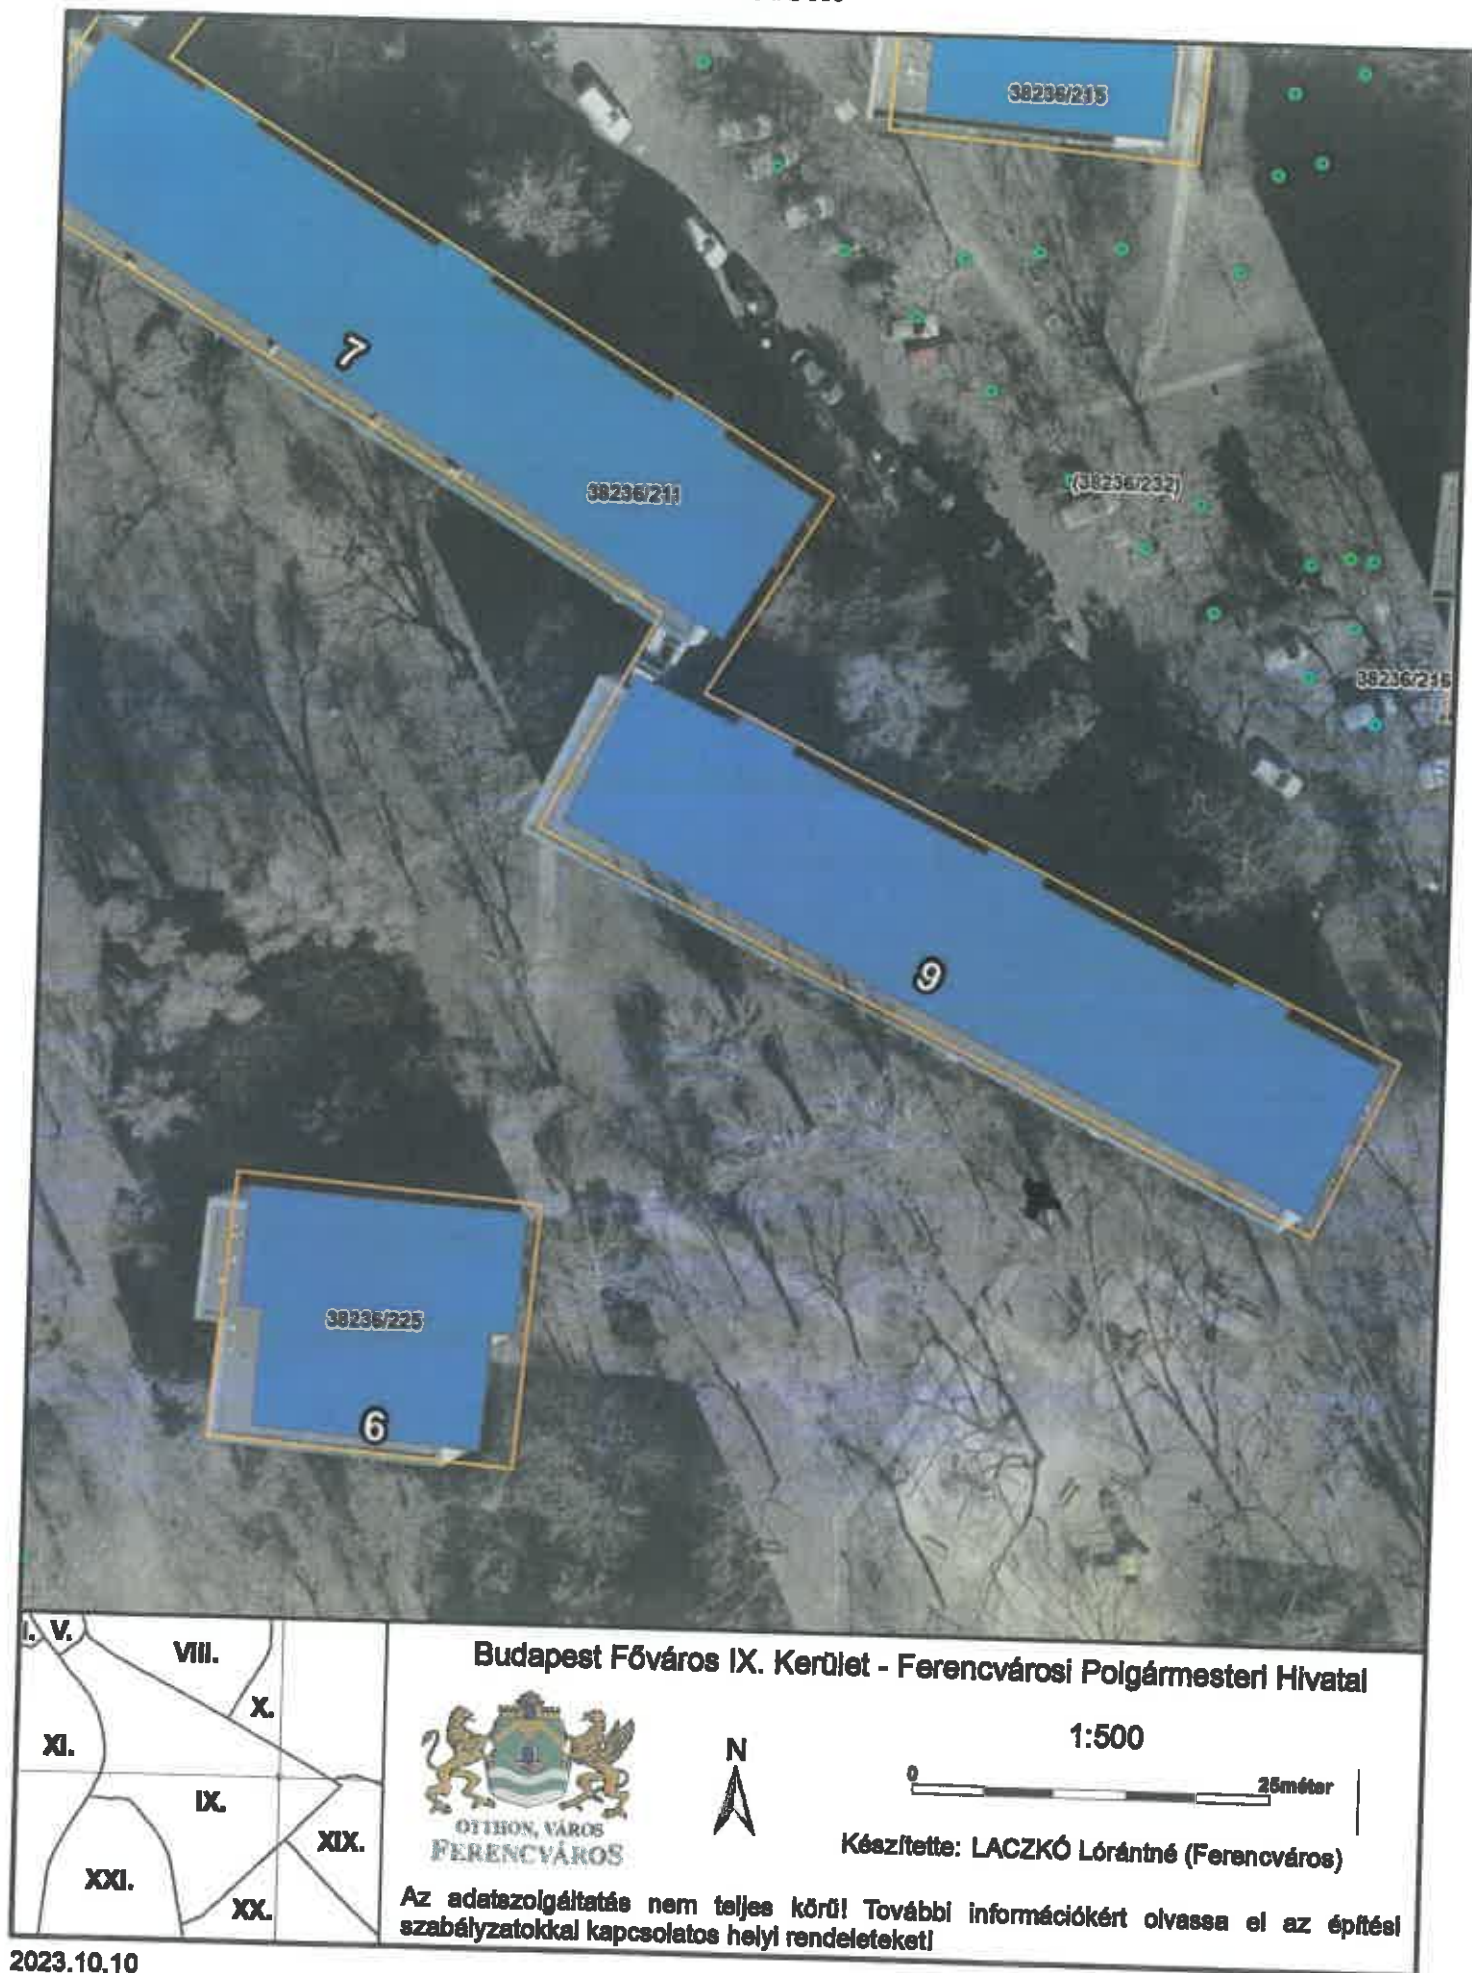 38236/215
7
38236/211
(38236/232)
38236/216
9
38236/225
6
I. V. VIII.
X.
XI.
IX.
XIX.
XXI.
XX.
Budapest Főváros IX. Kerület - Ferencvárosi Polgármesteri Hivatal
OTTHON, VÁROS
FERENCVÁROS
N
1:500
0 25méter
Készítette: LACZKÓ Lórántné (Ferencváros)
Az adatszolgáltatás nem teljes körű! További információkért olvassa el az építési
szabályzatokkal kapcsolatos helyi rendeleteket!
2023.10.10